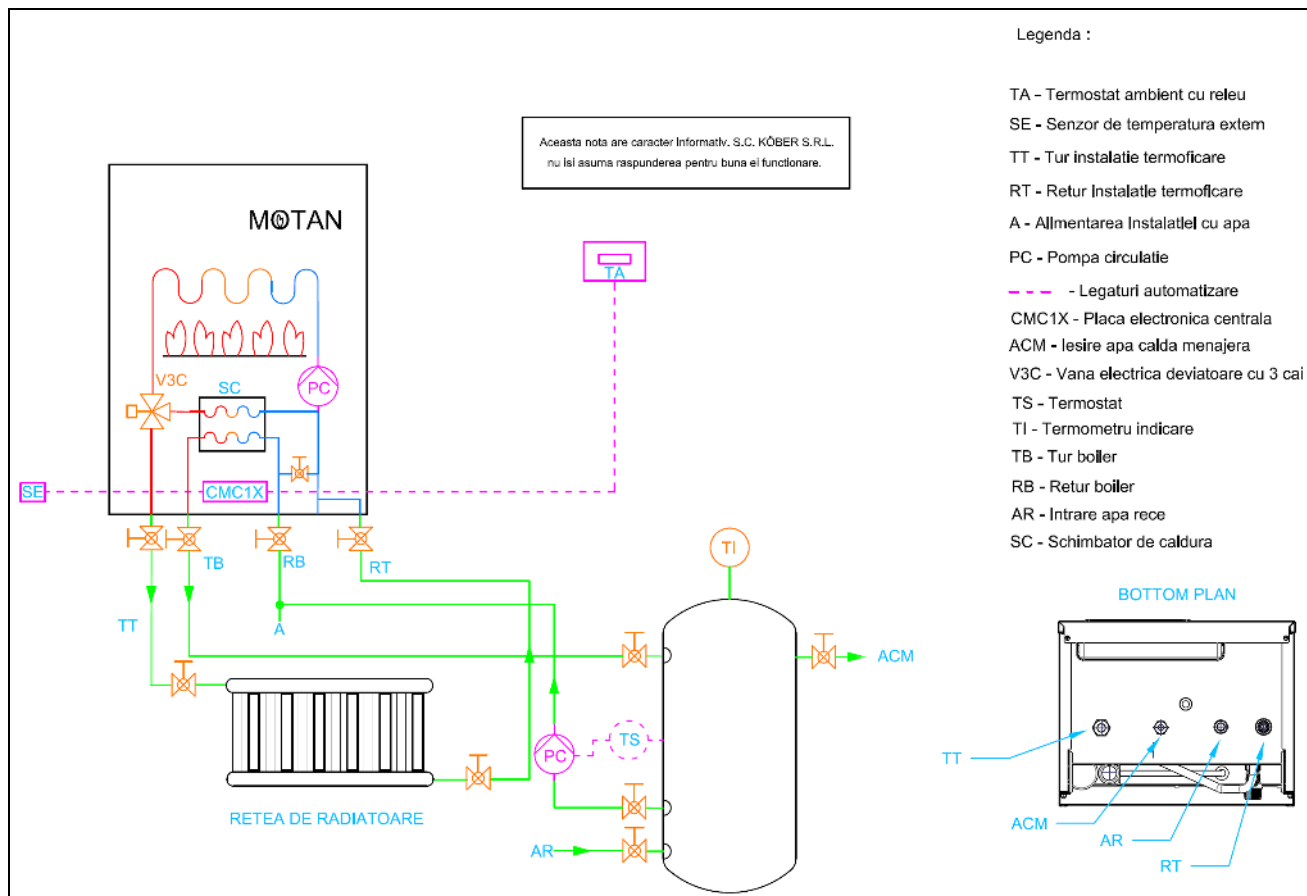 Legenda :
TA - Termostat ambient cu releu
SE - Senzor de temperatura extern
TT - Tur instalatie termoficare
RT - Retur Instalatie termoficare
A - Alimentarea Instalatiei cu apa
PC - Pompa circulatie
- Legaturi automatizare
CMC1X - Placa electronica centrala
ACM - Iesire apa calda menajera
V3C - Vana electrica deviatoare cu 3 cai
TS - Termostat
TI - Termometru indicare
TB - Tur boiler
RB - Retur boiler
AR - Intrare apa rece
SC - Schimbator de caldura
Aceasta nota are caracter informativ. S.C. KÖBER S.R.L.
nu isi asuma raspunderea pentru buna ei functionare.
MOTAN
TA
PC
V3C
SC
SE
CMC1X
TB
RB
RT
TI
TT
A
ACM
PC
TS
RETEA DE RADIATOARE
AR
BOTTOM PLAN
TT
ACM
AR
RT